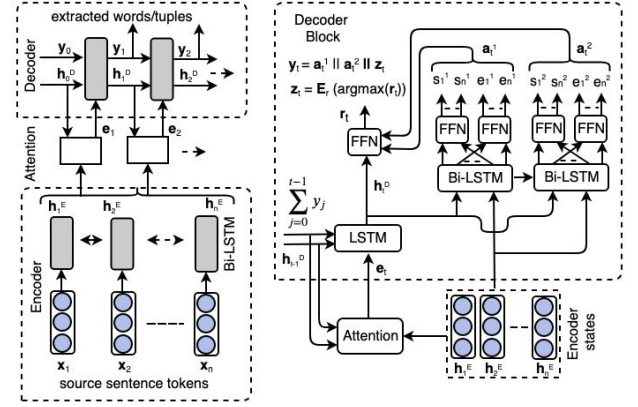 extracted words/tuples
Decoder
y₀ y₁ y₂
h₀ᴰ h₁ᴰ h₂ᴰ
e₁ e₂
Attention
h₁ᴱ h₂ᴱ hₙᴱ
Encoder
Bi-LSTM
x₁ x₂ xₙ
source sentence tokens
Decoder
Block
yₜ = aₜ¹ || aₜ² || zₜ
zₜ = Eᵣ (argmax(rₜ))
rₜ
FFN
aₜ¹ aₜ²
s₁¹ sₙ¹ e₁¹ eₙ¹ s₁² sₙ² e₁² eₙ²
FFN FFN FFN FFN
Bi-LSTM Bi-LSTM
hₜᴰ
t−1
∑ yⱼ
j=0
LSTM
hₜ₋₁ᴰ
eₜ
Attention
h₁ᴱ h₂ᴱ hₙᴱ
Encoder
states